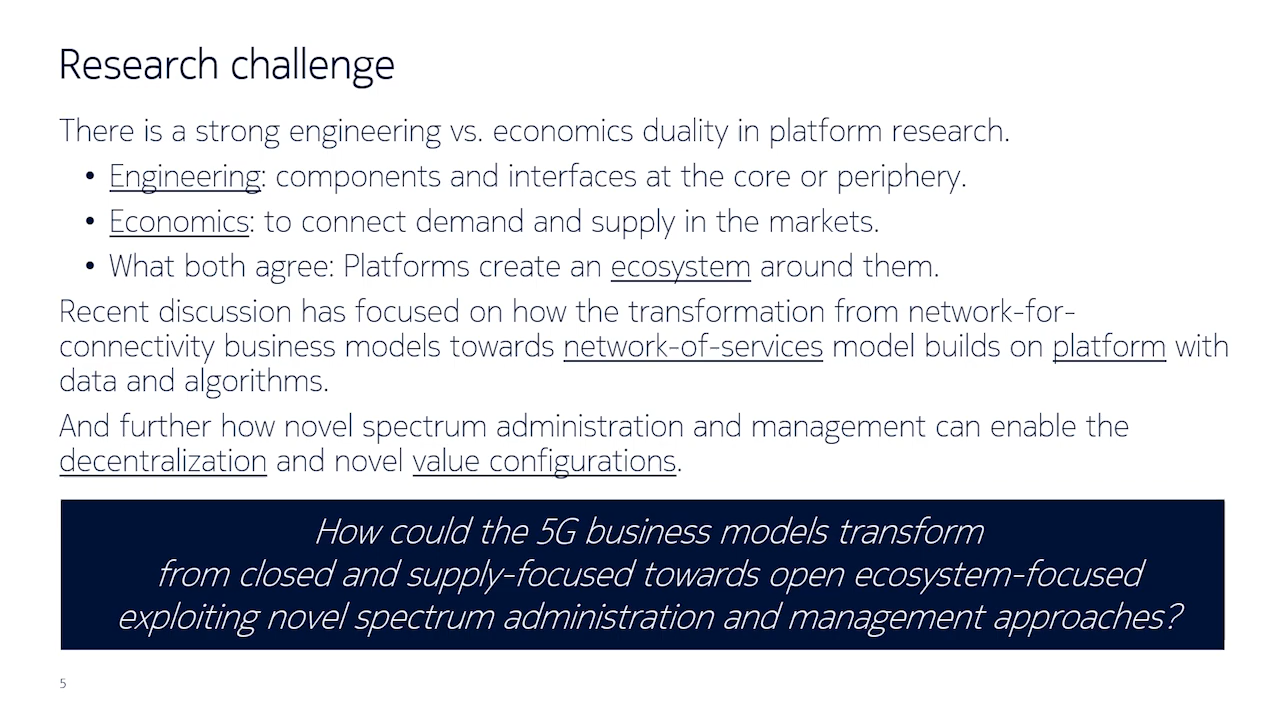 Research challenge
There is a strong engineering vs. economics duality in platform research.
• Engineering: components and interfaces at the core or periphery.
• Economics: to connect demand and supply in the markets.
• What both agree: Platforms create an ecosystem around them.
Recent discussion has focused on how the transformation from network-for-
connectivity business models towards network-of-services model builds on platform with
data and algorithms.
And further how novel spectrum administration and management can enable the
decentralization and novel value configurations.
How could the 5G business models transform
from closed and supply-focused towards open ecosystem-focused
exploiting novel spectrum administration and management approaches?
5